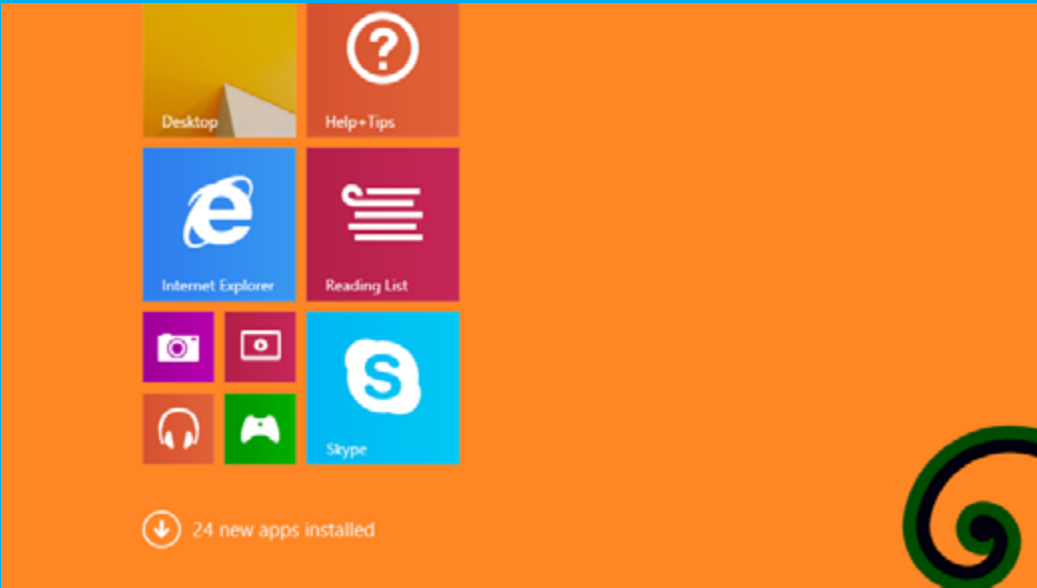 Desktop
Help+Tips
Internet Explorer
Reading List
Skype
24 new apps installed